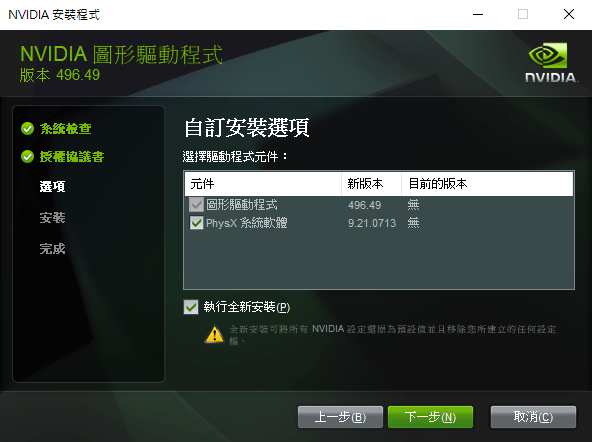 NVIDIA 安裝程式
NVIDIA 圖形驅動程式
版本 496.49
NVIDIA.
系統檢查
授權協議書
選項
安裝
完成
自訂安裝選項
選擇驅動程式元件：
元件 新版本 目前的版本
圖形驅動程式 496.49 無
PhysX 系統軟體 9.21.0713 無
執行全新安裝(P)
全新安裝可將所有 NVIDIA 設定還原為預設值並且移除您所建立的任何設定
檔。
上一步(B) 下一步(N) 取消(C)